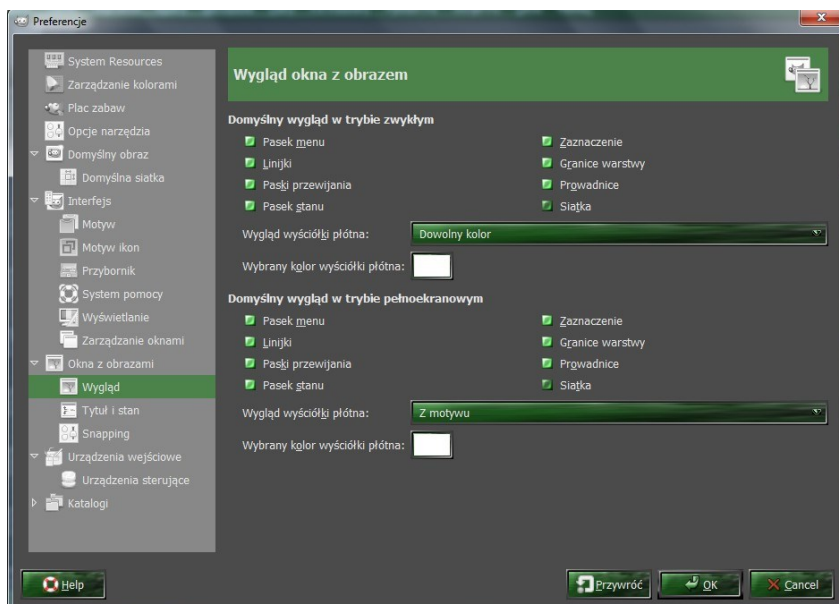 Preferencje
System Resources
Zarządzanie kolorami
Plac zabaw
Opcje narzędzia
Domyślny obraz
Domyślna siatka
Interfejs
Motyw
Motyw ikon
Przybornik
System pomocy
Wyświetlanie
Zarządzanie oknami
Okna z obrazami
Wygląd
Tytuł i stan
Snapping
Urządzenia wejściowe
Urządzenia sterujące
Katalogi
Wygląd okna z obrazem
Domyślny wygląd w trybie zwykłym
Pasek menu
Linijki
Paski przewijania
Pasek stanu
Zaznaczenie
Granice warstwy
Prowadnice
Siatka
Wygląd wyściółki płótna: Dowolny kolor
Wybrany kolor wyściółki płótna:
Domyślny wygląd w trybie pełnoekranowym
Pasek menu
Linijki
Paski przewijania
Pasek stanu
Zaznaczenie
Granice warstwy
Prowadnice
Siatka
Wygląd wyściółki płótna: Z motywu
Wybrany kolor wyściółki płótna:
Help
Przywróć
OK
Cancel